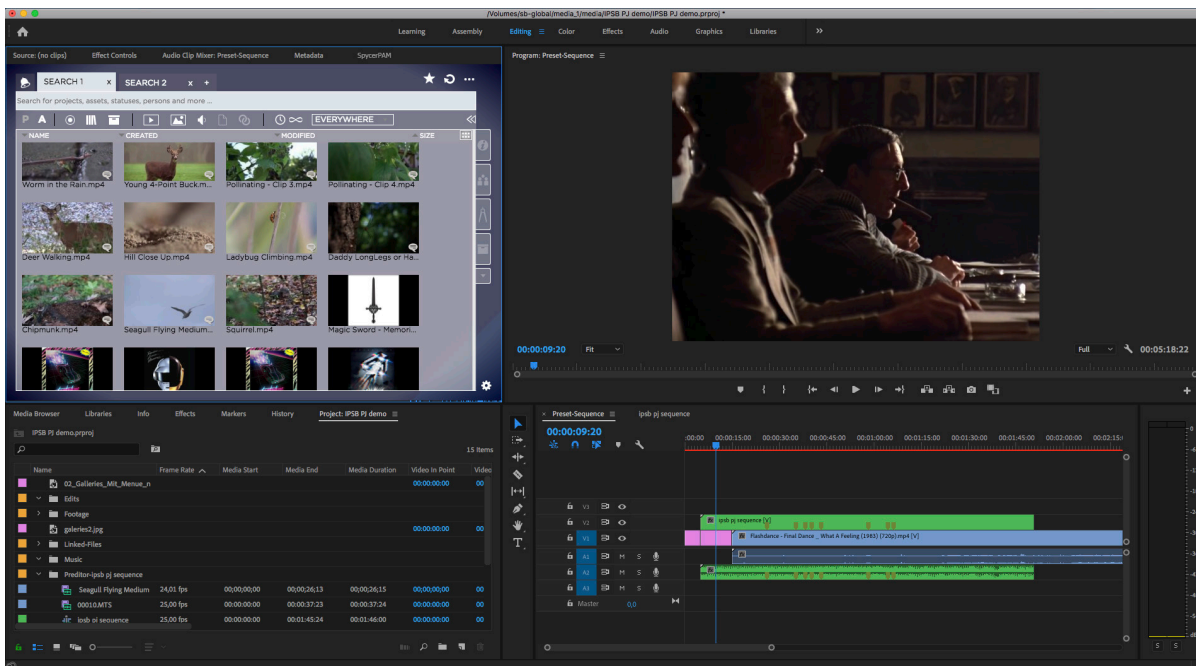 /Volumes/sb-global/media_1/media/IPSB PJ demo/IPSB PJ demo.prproj *
Learning Assembly Editing Color Effects Audio Graphics Libraries
Source: (no clips) Effect Controls Audio Clip Mixer: Preset-Sequence Metadata SpycerPAM
Program: Preset-Sequence
SEARCH 1 x SEARCH 2 x +
Search for projects, assets, statuses, persons and more ...
P A EVERYWHERE
NAME CREATED MODIFIED SIZE
Worm in the Rain.mp4 Young 4-Point Buck.m... Pollinating - Clip 3.mp4 Pollinating - Clip 4.mp4
Deer Walking.mp4 Hill Close Up.mp4 Ladybug Climbing.mp4 Daddy LongLegs or Ha...
Chipmunk.mp4 Seagull Flying Medium... Squirrel.mp4 Magic Sword - Memori...
00:00:09:20 Fit Full 00:05:18:22
Media Browser Libraries Info Effects Markers History Project: IPSB PJ demo
IPSB PJ demo.prproj
15 Items
Name Frame Rate Media Start Media End Media Duration Video In Point Video
02_Galleries_Mit_Menue_n 00:00:00:00 00
Edits
Footage
galeries2.jpg 00:00:00:00 00
Linked-Files
Music
Preditor-ipsb pj sequence
Seagull Flying Medium 24,01 fps 00;00;00;00 00;00;26;13 00;00;26;15 00;00;00;00 00
00010.MTS 25,00 fps 00:00:00:00 00:00:37:23 00:00:37:24 00:00:00:00 00
ipsb pj sequence 25,00 fps 00:00:00:00 00:01:45:24 00:01:46:00 00:00:00:00 00
× Preset-Sequence ipsb pj sequence
00:00:09:20
:00:00 00:00:15:00 00:00:30:00 00:00:45:00 00:01:00:00 00:01:15:00 00:01:30:00 00:01:45:00 00:02:00:00 00:02:15:
V3
V2 ipsb pj sequence [V]
V1 Flashdance - Final Dance _ What A Feeling (1983) (720p).mp4 [V]
A1 M S
A2 M S
A3 M S
Master 0,0
S S